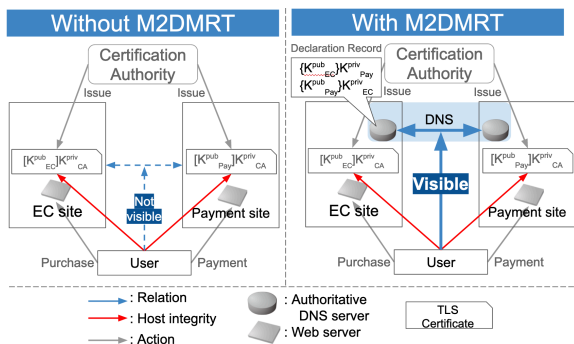 Without M2DMRT
Certification
Authority
Issue
Issue
[K^pub_EC]K^priv_CA
[K^pub_Pay]K^priv_CA
Not
visible
EC site
Payment site
Purchase
User
Payment
With M2DMRT
Declaration Record
{K^pub_EC}K^priv_Pay
{K^pub_Pay}K^priv_EC
Certification
Authority
Issue
Issue
DNS
[K^pub_EC]K^priv_CA
[K^pub_Pay]K^priv_CA
Visible
EC site
Payment site
Purchase
User
Payment
: Relation
: Host integrity
: Action
: Authoritative
DNS server
: Web server
TLS
Certificate